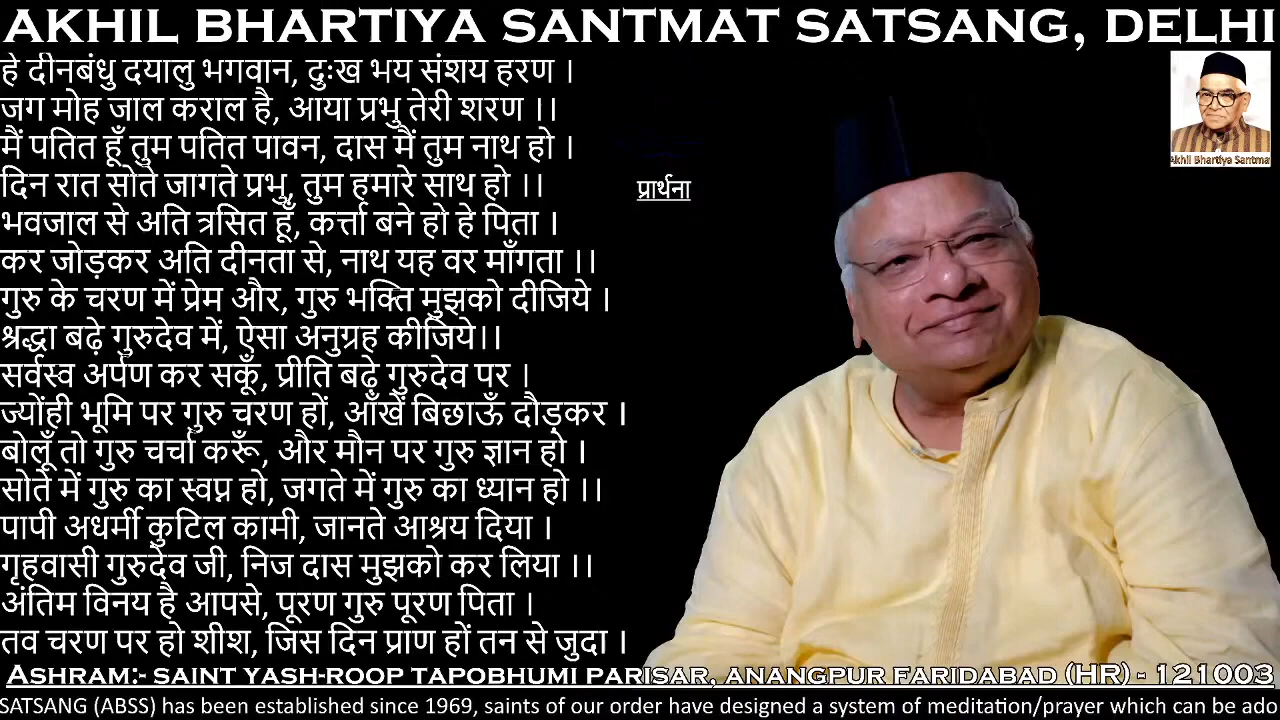 AKHIL BHARTIYA SANTMAT SATSANG, DELHI
हे दीनबंधु दयालु भगवान, दुःख भय संशय हरण ।
जग मोह जाल कराल है, आया प्रभु तेरी शरण ।।
मैं पतित हूँ तुम पतित पावन, दास मैं तुम नाथ हो ।
दिन रात सोते जागते प्रभु, तुम हमारे साथ हो ।।
भवजाल से अति त्रसित हूँ, कर्त्ता बने हो हे पिता ।
कर जोड़कर अति दीनता से, नाथ यह वर माँगता ।।
गुरु के चरण में प्रेम और, गुरु भक्ति मुझको दीजिये ।
श्रद्धा बढ़े गुरुदेव में, ऐसा अनुग्रह कीजिये।।
सर्वस्व अर्पण कर सकूँ, प्रीति बढ़े गुरुदेव पर ।
ज्योंही भूमि पर गुरु चरण हों, आँखें बिछाऊँ दौड़कर ।
बोलूँ तो गुरु चर्चा करूँ, और मौन पर गुरु ज्ञान हो ।
सोते में गुरु का स्वप्न हो, जगते में गुरु का ध्यान हो ।।
पापी अधर्मी कुटिल कामी, जानते आश्रय दिया ।
गृहवासी गुरुदेव जी, निज दास मुझको कर लिया ।।
अंतिम विनय है आपसे, पूरण गुरु पूरण पिता ।
तव चरण पर हो शीश, जिस दिन प्राण हों तन से जुदा ।
प्रार्थना
Akhil Bhartiya Santma
ASHRAM:- SAINT YASH-ROOP TAPOBHUMI PARISAR, ANANGPUR FARIDABAD (HR) - 121003
SATSANG (ABSS) has been established since 1969, saints of our order have designed a system of meditation/prayer which can be ado